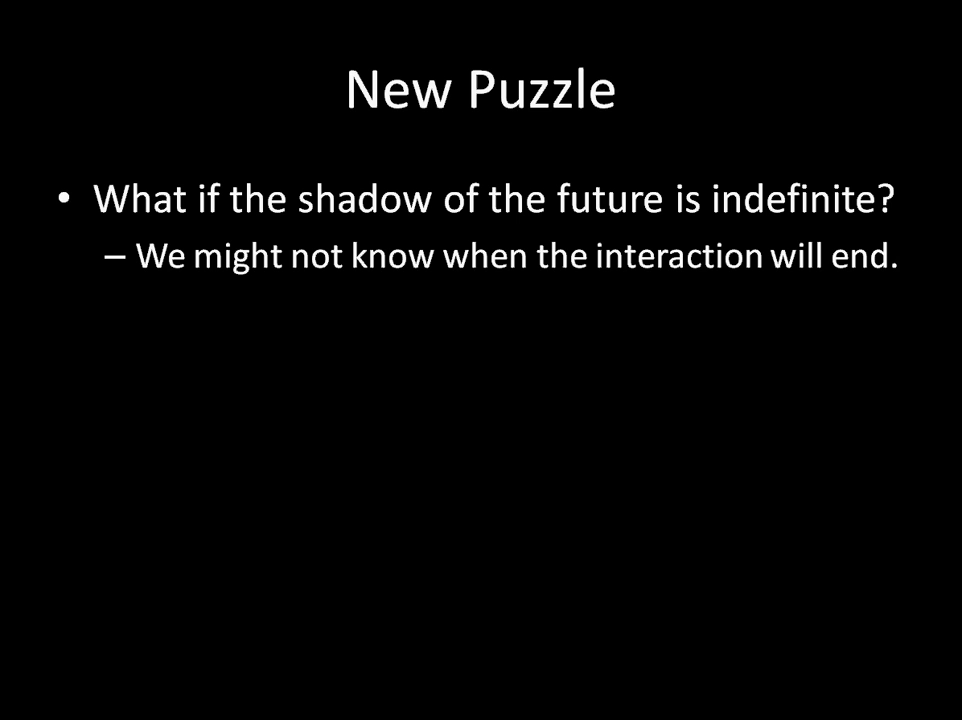 New Puzzle
• What if the shadow of the future is indefinite?
– We might not know when the interaction will end.